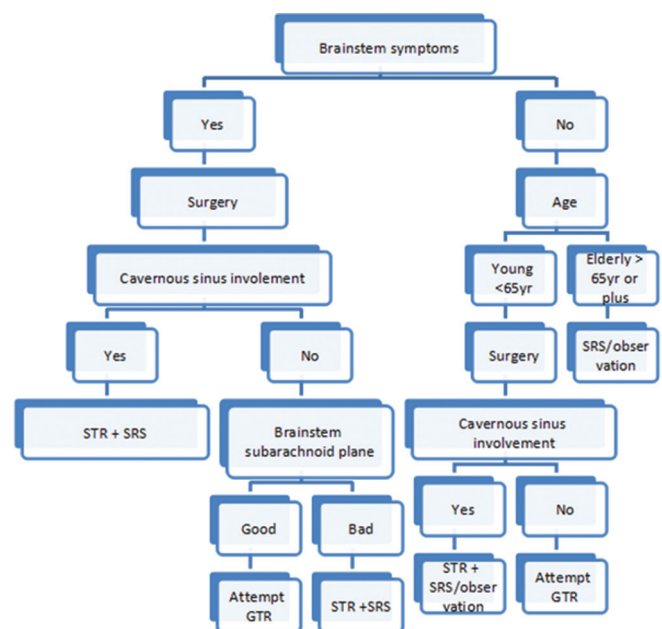 Brainstem symptoms
Yes
No
Surgery
Age
Cavernous sinus involement
Young
<65yr
Elderly >
65yr or
plus
Yes
No
Surgery
SRS/obser
vation
STR + SRS
Brainstem
subarachnoid plane
Cavernous sinus
involvement
Good
Bad
Yes
No
Attempt
GTR
STR +SRS
STR +
SRS/obser
vation
Attempt
GTR